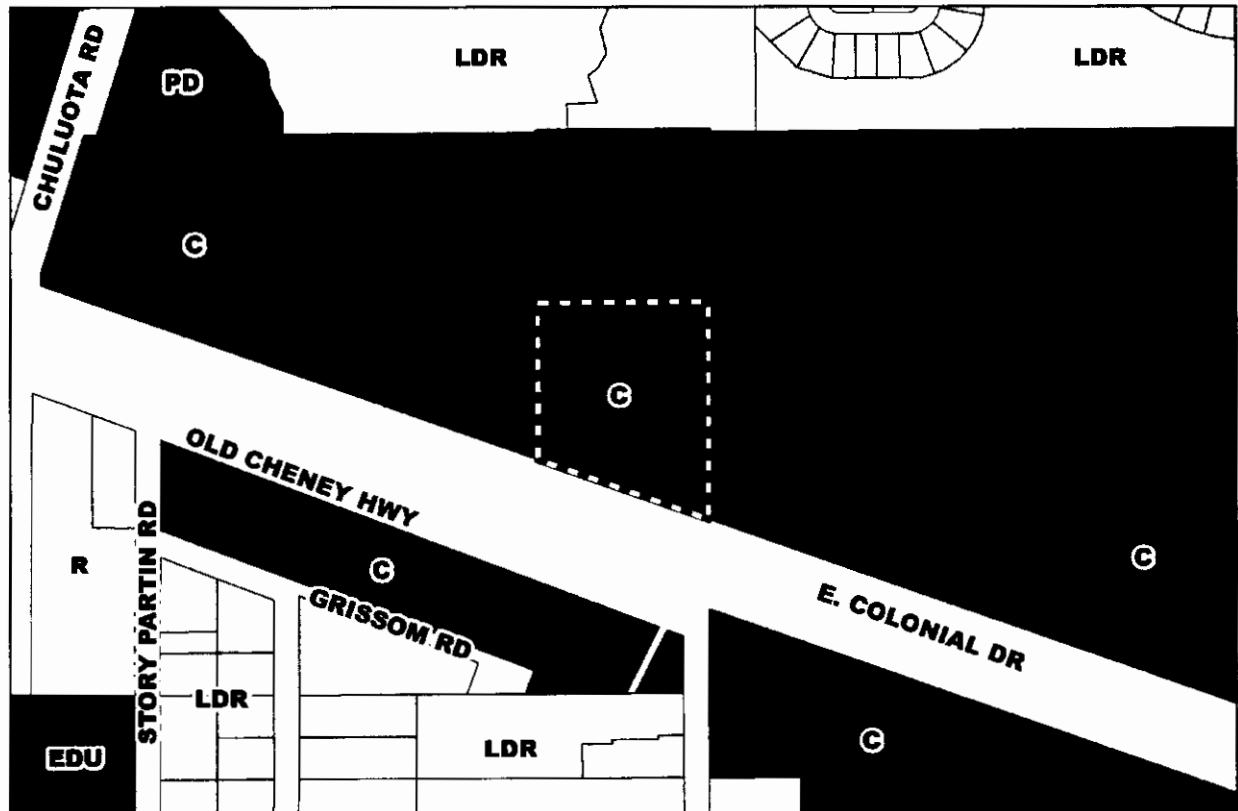 LDR
LDR
PD
CHULUOTA RD
C
C
OLD CHENEY HWY
STORY PARTIN RD
R
C
C
E. COLONIAL DR
GRISSOM RD
LDR
LDR
C
EDU